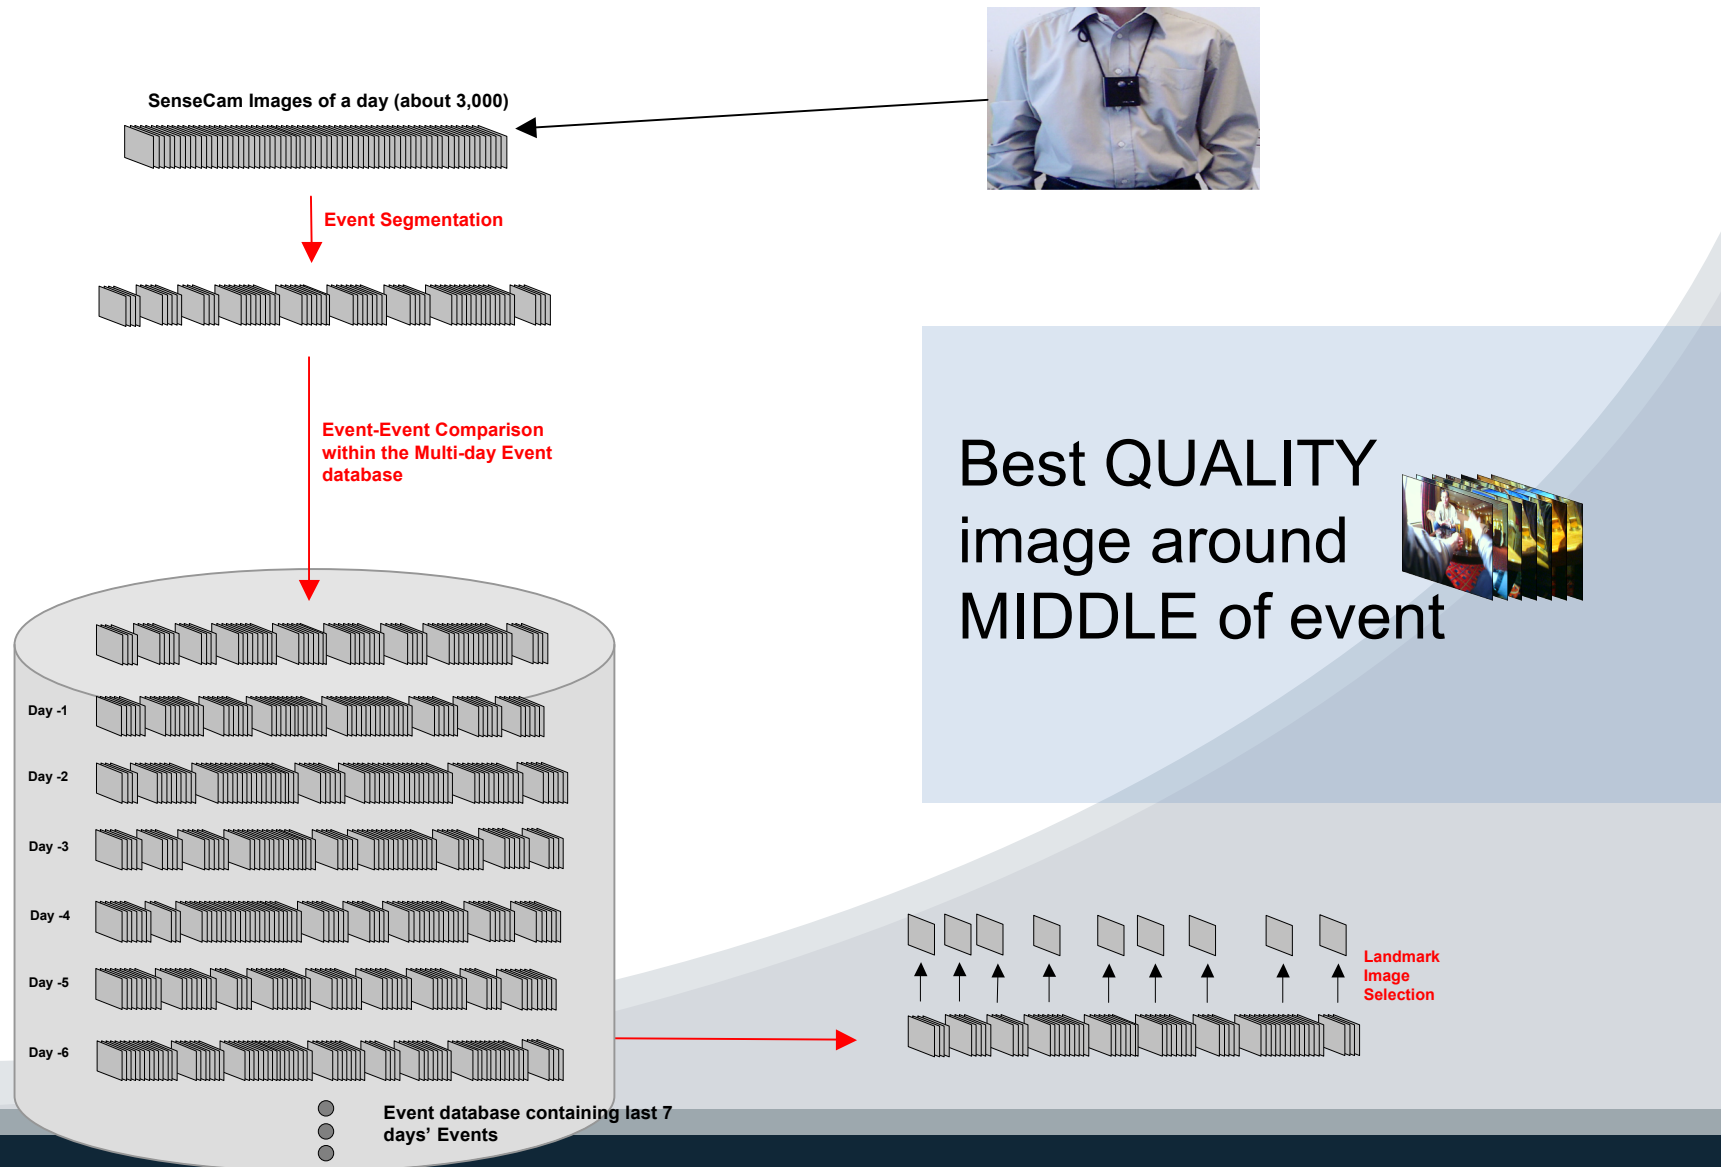 SenseCam Images of a day (about 3,000)
Event Segmentation
Event-Event Comparison
within the Multi-day Event
database
Best QUALITY
image around
MIDDLE of event
Day -1
Day -2
Day -3
Day -4
Day -5
Day -6
Landmark
Image
Selection
Event database containing last 7
days’ Events